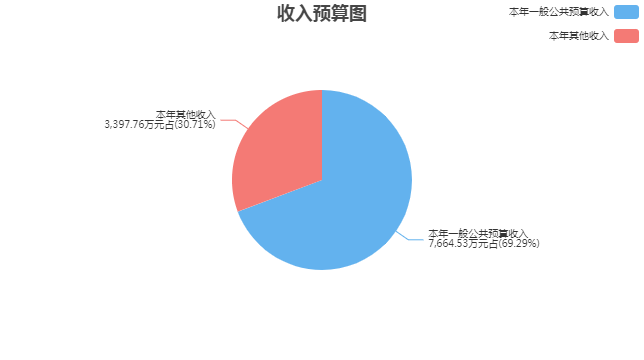 收入预算图
本年一般公共预算收入
本年其他收入
本年其他收入
3,397.76万元占(30.71%)
本年一般公共预算收入
7,664.53万元占(69.29%)